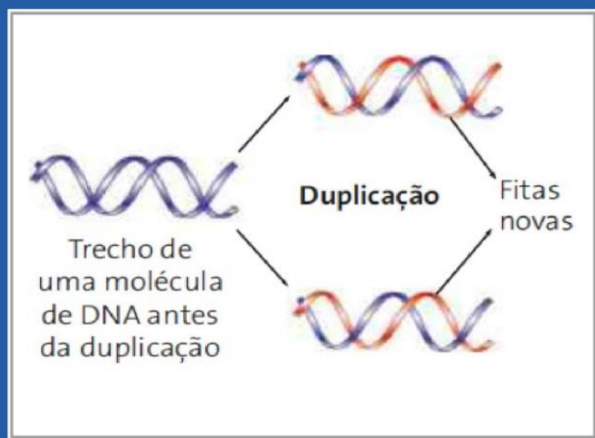 Duplicação
Fitas
novas
Trecho de
uma molécula
de DNA antes
da duplicação